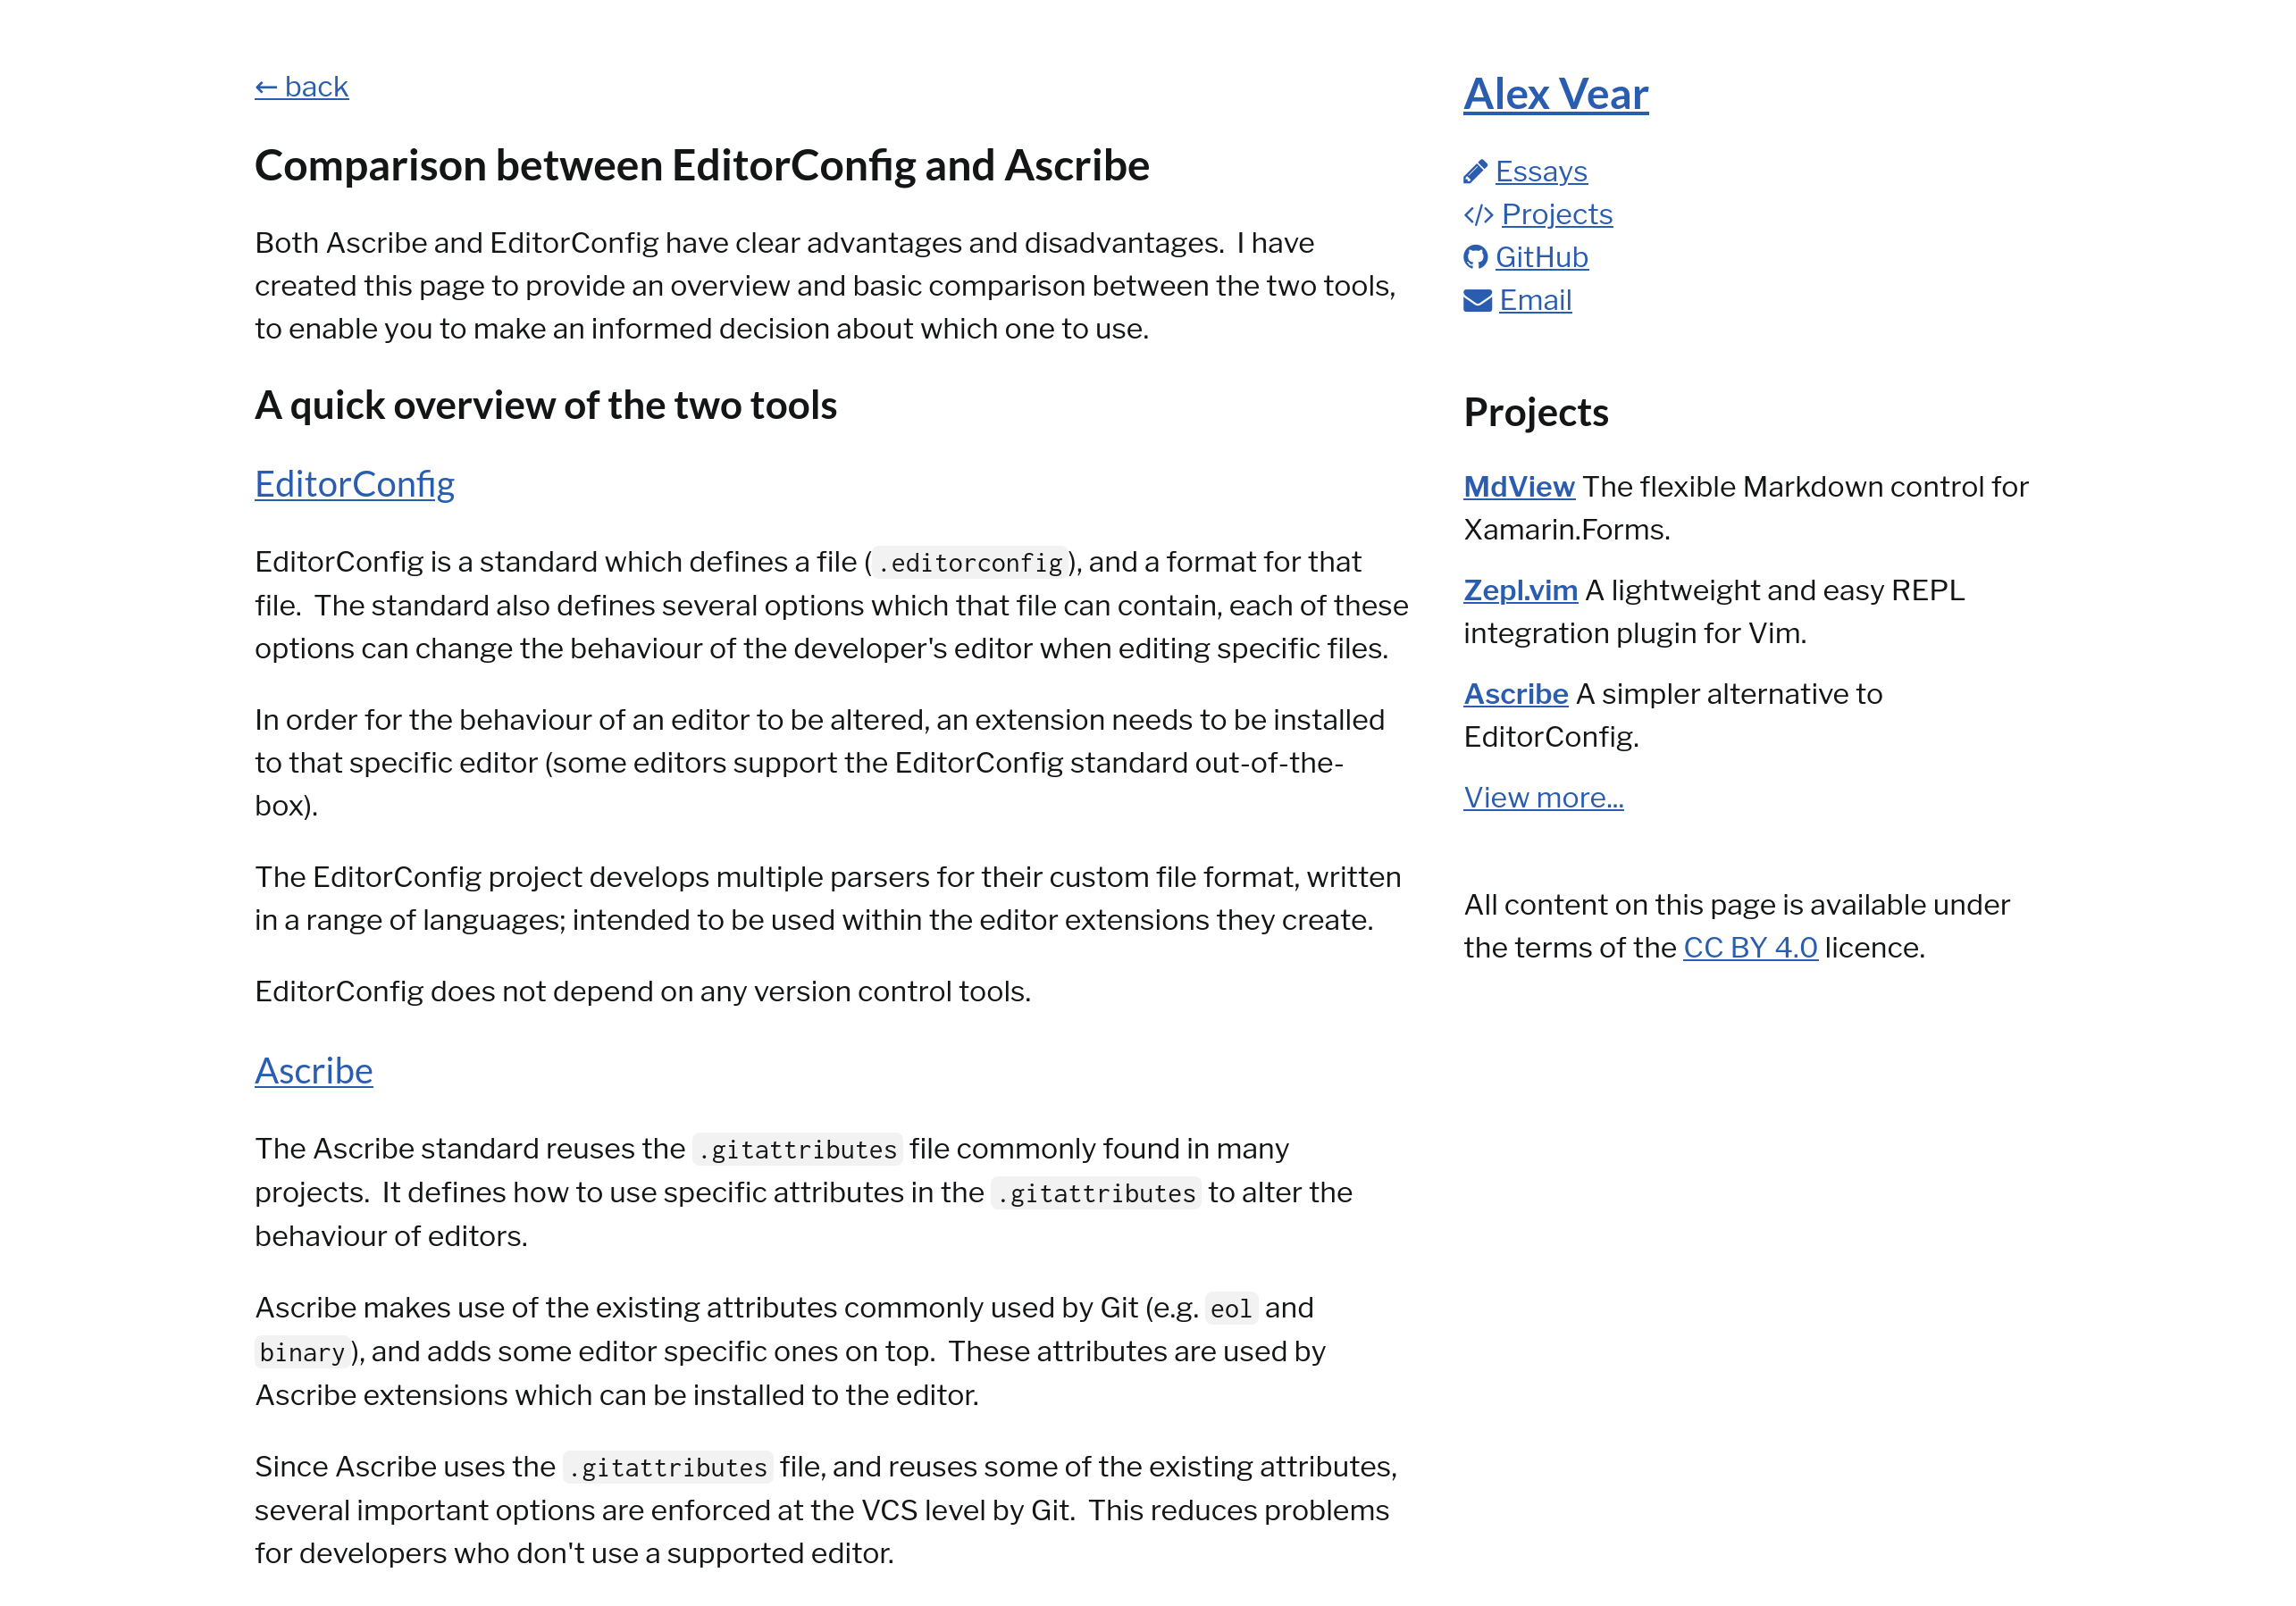 ← back
Comparison between EditorConfig and Ascribe
Both Ascribe and EditorConfig have clear advantages and disadvantages.  I have
created this page to provide an overview and basic comparison between the two tools,
to enable you to make an informed decision about which one to use.
A quick overview of the two tools
EditorConfig
EditorConfig is a standard which defines a file (.editorconfig), and a format for that
file.  The standard also defines several options which that file can contain, each of these
options can change the behaviour of the developer's editor when editing specific files.
In order for the behaviour of an editor to be altered, an extension needs to be installed
to that specific editor (some editors support the EditorConfig standard out-of-the-
box).
The EditorConfig project develops multiple parsers for their custom file format, written
in a range of languages; intended to be used within the editor extensions they create.
EditorConfig does not depend on any version control tools.
Ascribe
The Ascribe standard reuses the .gitattributes file commonly found in many
projects.  It defines how to use specific attributes in the .gitattributes to alter the
behaviour of editors.
Ascribe makes use of the existing attributes commonly used by Git (e.g. eol and
binary), and adds some editor specific ones on top.  These attributes are used by
Ascribe extensions which can be installed to the editor.
Since Ascribe uses the .gitattributes file, and reuses some of the existing attributes,
several important options are enforced at the VCS level by Git.  This reduces problems
for developers who don't use a supported editor.
Alex Vear
Essays
Projects
GitHub
Email
Projects
MdView The flexible Markdown control for
Xamarin.Forms.
Zepl.vim A lightweight and easy REPL
integration plugin for Vim.
Ascribe A simpler alternative to
EditorConfig.
View more...
All content on this page is available under
the terms of the CC BY 4.0 licence.